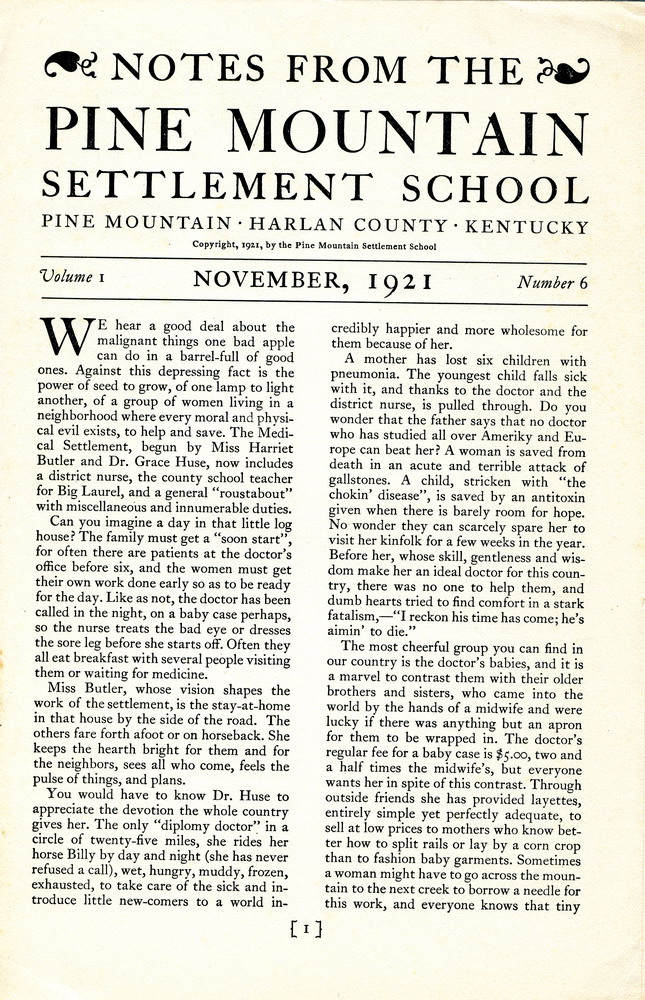 NOTES FROM THE
PINE MOUNTAIN
SETTLEMENT SCHOOL
PINE MOUNTAIN · HARLAN COUNTY · KENTUCKY
Copyright, 1921, by the Pine Mountain Settlement School
Volume 1 NOVEMBER, 1921 Number 6
WE hear a good deal about the
malignant things one bad apple
can do in a barrel-full of good
ones. Against this depressing fact is the
power of seed to grow, of one lamp to light
another, of a group of women living in a
neighborhood where every moral and physi-
cal evil exists, to help and save. The Medi-
cal Settlement, begun by Miss Harriet
Butler and Dr. Grace Huse, now includes
a district nurse, the county school teacher
for Big Laurel, and a general "roustabout"
with miscellaneous and innumerable duties.
Can you imagine a day in that little log
house? The family must get a "soon start",
for often there are patients at the doctor's
office before six, and the women must get
their own work done early so as to be ready
for the day. Like as not, the doctor has been
called in the night, on a baby case perhaps,
so the nurse treats the bad eye or dresses
the sore leg before she starts off. Often they
all eat breakfast with several people visiting
them or waiting for medicine.
Miss Butler, whose vision shapes the
work of the settlement, is the stay-at-home
in that house by the side of the road. The
others fare forth afoot or on horseback. She
keeps the hearth bright for them and for
the neighbors, sees all who come, feels the
pulse of things, and plans.
You would have to know Dr. Huse to
appreciate the devotion the whole country
gives her. The only "diplomy doctor" in a
circle of twenty-five miles, she rides her
horse Billy by day and night (she has never
refused a call), wet, hungry, muddy, frozen,
exhausted, to take care of the sick and in-
troduce little new-comers to a world in-
credibly happier and more wholesome for
them because of her.
A mother has lost six children with
pneumonia. The youngest child falls sick
with it, and thanks to the doctor and the
district nurse, is pulled through. Do you
wonder that the father says that no doctor
who has studied all over Ameriky and Eu-
rope can beat her? A woman is saved from
death in an acute and terrible attack of
gallstones. A child, stricken with "the
chokin' disease", is saved by an antitoxin
given when there is barely room for hope.
No wonder they can scarcely spare her to
visit her kinfolk for a few weeks in the year.
Before her, whose skill, gentleness and wis-
dom make her an ideal doctor for this coun-
try, there was no one to help them, and
dumb hearts tried to find comfort in a stark
fatalism,—"I reckon his time has come; he's
aimin' to die."
The most cheerful group you can find in
our country is the doctor's babies, and it is
a marvel to contrast them with their older
brothers and sisters, who came into the
world by the hands of a midwife and were
lucky if there was anything but an apron
for them to be wrapped in. The doctor's
regular fee for a baby case is $5.00, two and
a half times the midwife's, but everyone
wants her in spite of this contrast. Through
outside friends she has provided layettes,
entirely simple yet perfectly adequate, to
sell at low prices to mothers who know bet-
ter how to split rails or lay by a corn crop
than to fashion baby garments. Sometimes
a woman might have to go across the moun-
tain to the next creek to borrow a needle for
this work, and everyone knows that tiny
[ 1 ]